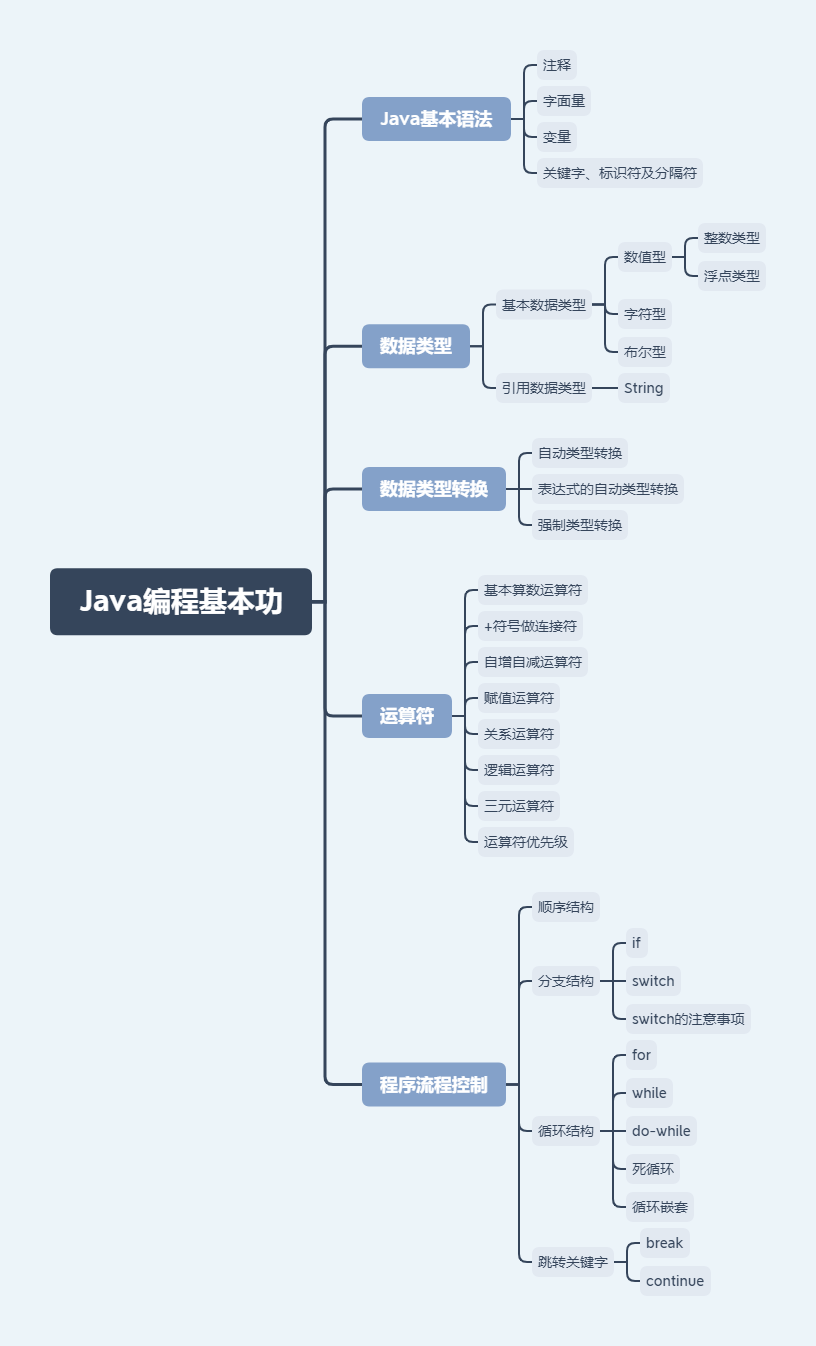 Java编程基本功
Java基本语法
注释
字面量
变量
关键字、标识符及分隔符
数据类型
基本数据类型
数值型
整数类型
浮点类型
字符型
布尔型
引用数据类型
String
数据类型转换
自动类型转换
表达式的自动类型转换
强制类型转换
运算符
基本算数运算符
+符号做连接符
自增自减运算符
赋值运算符
关系运算符
逻辑运算符
三元运算符
运算符优先级
程序流程控制
顺序结构
分支结构
if
switch
switch的注意事项
循环结构
for
while
do-while
死循环
循环嵌套
跳转关键字
break
continue